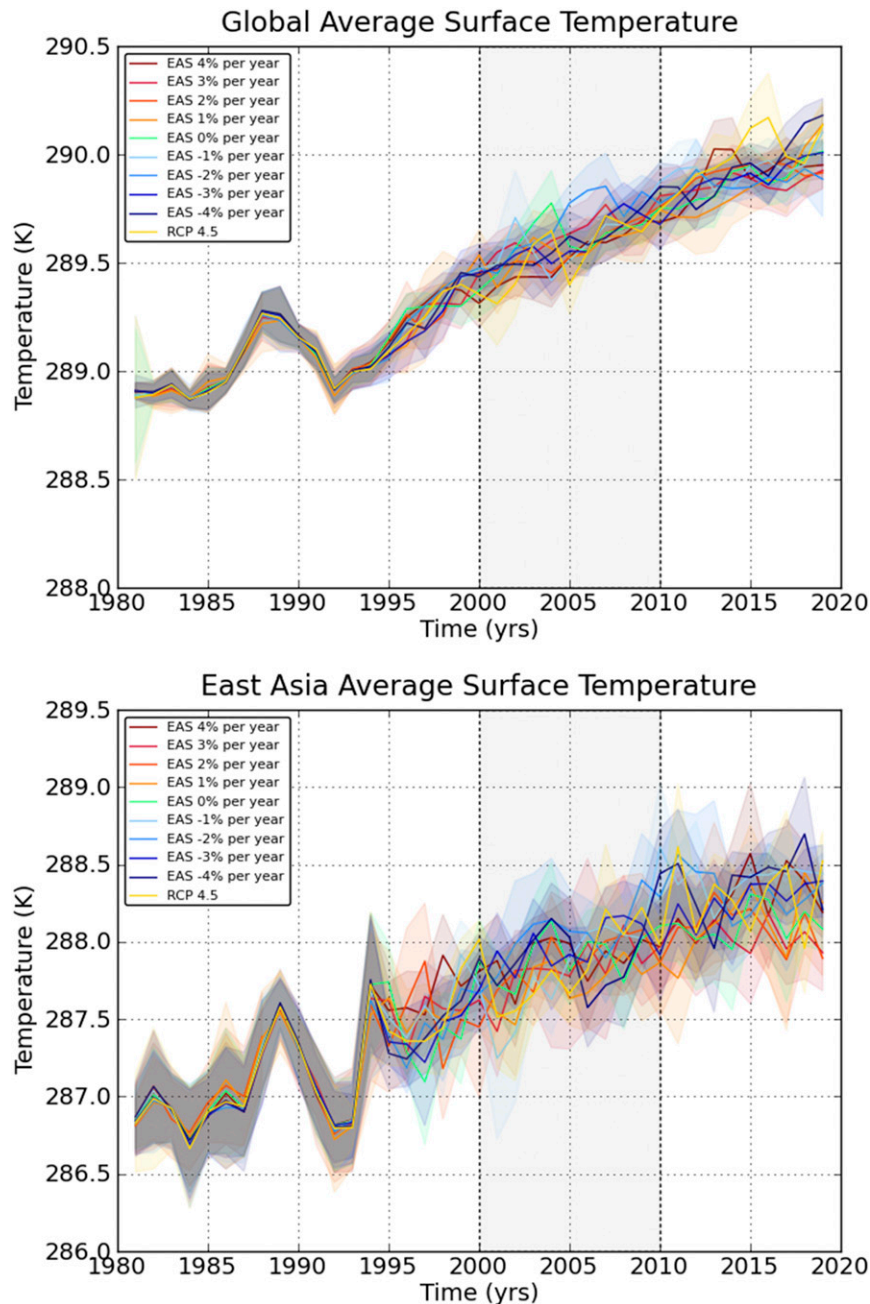 Global Average Surface Temperature
290.5
290.0
289.5
289.0
288.5
288.0
Temperature (K)
EAS 4% per year
EAS 3% per year
EAS 2% per year
EAS 1% per year
EAS 0% per year
EAS -1% per year
EAS -2% per year
EAS -3% per year
EAS -4% per year
RCP 4.5
1980 1985 1990 1995 2000 2005 2010 2015 2020
Time (yrs)
East Asia Average Surface Temperature
289.5
289.0
288.5
288.0
287.5
287.0
286.5
286.0
Temperature (K)
EAS 4% per year
EAS 3% per year
EAS 2% per year
EAS 1% per year
EAS 0% per year
EAS -1% per year
EAS -2% per year
EAS -3% per year
EAS -4% per year
RCP 4.5
1980 1985 1990 1995 2000 2005 2010 2015 2020
Time (yrs)